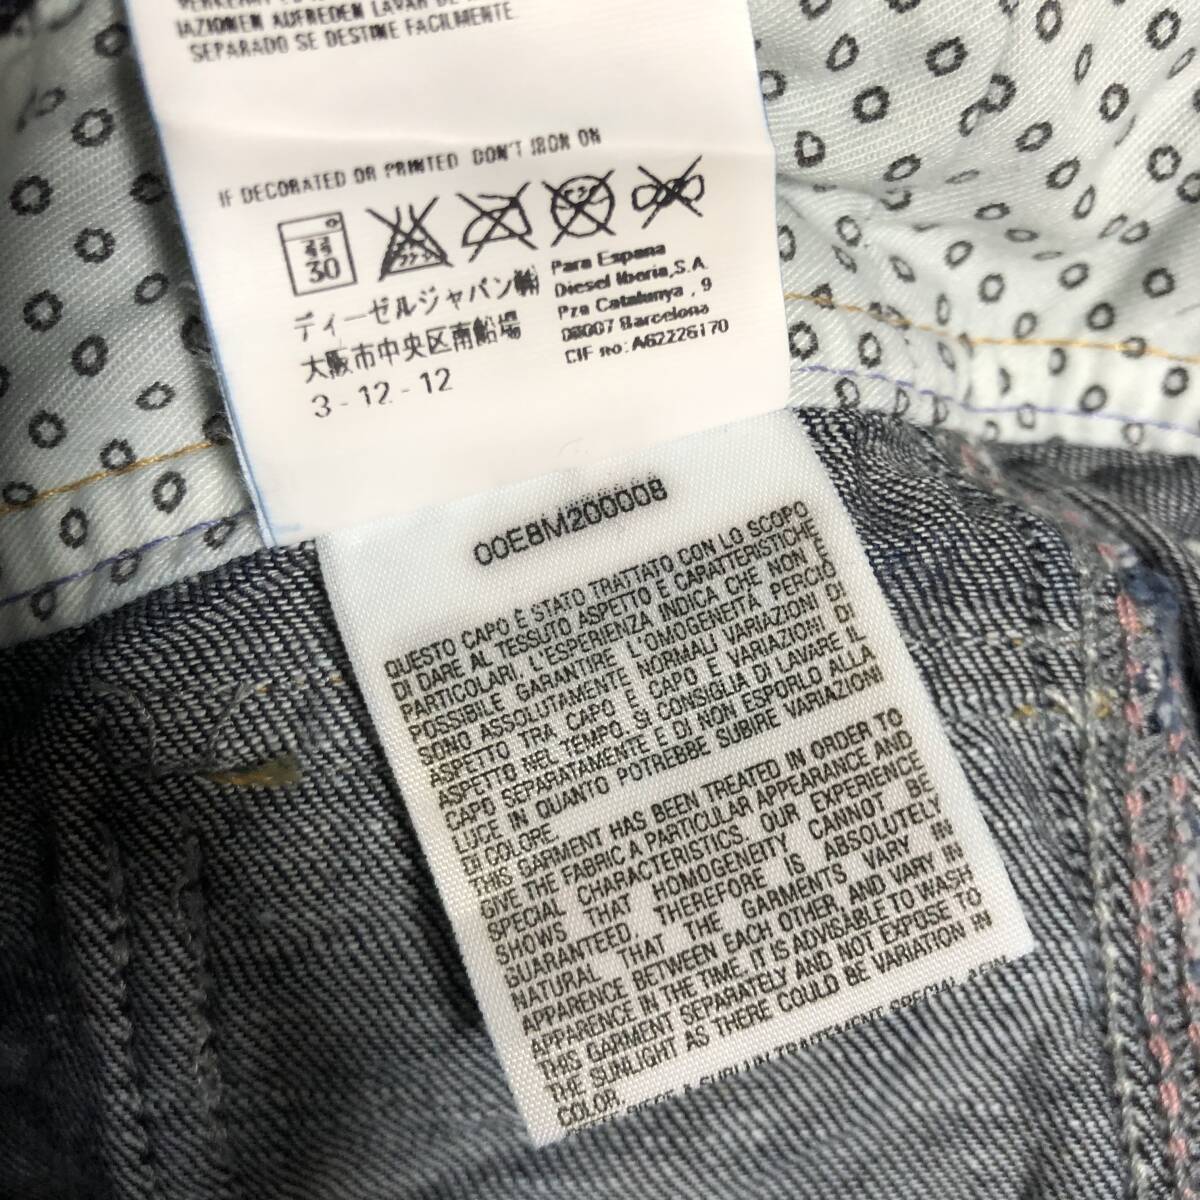 IAZIONEN AUFREDEN LAVAR DE
SEPARADO SE DESTINE FACILMENTE
IF DECORATED OR PRINTED DON'T IRON ON
30
ディーゼルジャパン㈱
大阪市中央区南船場
3-12-12
Para Espana
Diesel Iberia,S.A.
Pza Catalunya, 9
08007 Barcelona
CIF no: A62226170
00E8M200008
QUESTO CAPO È STATO TRATTATO CON LO SCOPO
DI DARE AL TESSUTO ASPETTO E CARATTERISTICHE
PARTICOLARI, L'ESPERIENZA INDICA CHE NON È
POSSIBILE GARANTIRE L'OMOGENEITÀ PERCIÒ
SONO ASSOLUTAMENTE NORMALI VARIAZIONI DI
ASPETTO TRA CAPO E CAPO E VARIAZIONI DI
ASPETTO NEL TEMPO. SI CONSIGLIA DI LAVARE IL
CAPO SEPARATAMENTE E DI NON ESPORLO ALLA
LUCE IN QUANTO POTREBBE SUBIRE VARIAZIONI
DI COLORE.
THIS GARMENT HAS BEEN TREATED IN ORDER TO
GIVE THE FABRIC A PARTICULAR APPEARANCE AND
SPECIAL CHARACTERISTICS. OUR EXPERIENCE
SHOWS THAT HOMOGENEITY CANNOT BE
GUARANTEED. THEREFORE IS ABSOLUTELY
NATURAL THAT THE GARMENTS VARY IN
APPARENCE BETWEEN EACH OTHER AND VARY IN
APPARENCE IN THE TIME. IT IS ADVISABLE TO WASH
THIS GARMENT SEPARATELY AND NOT EXPOSE TO
THE SUNLIGHT AS THERE COULD BE VARIATION IN
COLOR.
PIECE A SUBI UN TRAITEMENT SPECIAL AFIN